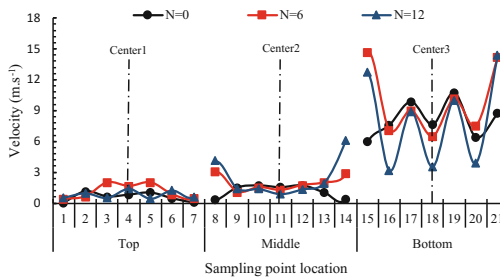 N=0 N=6 N=12
18
15
12
9
6
3
0
Velocity (m.s⁻¹)
Center1 Center2 Center3
1 2 3 4 5 6 7 8 9 10 11 12 13 14 15 16 17 18 19 20 21
Top Middle Bottom
Sampling point location